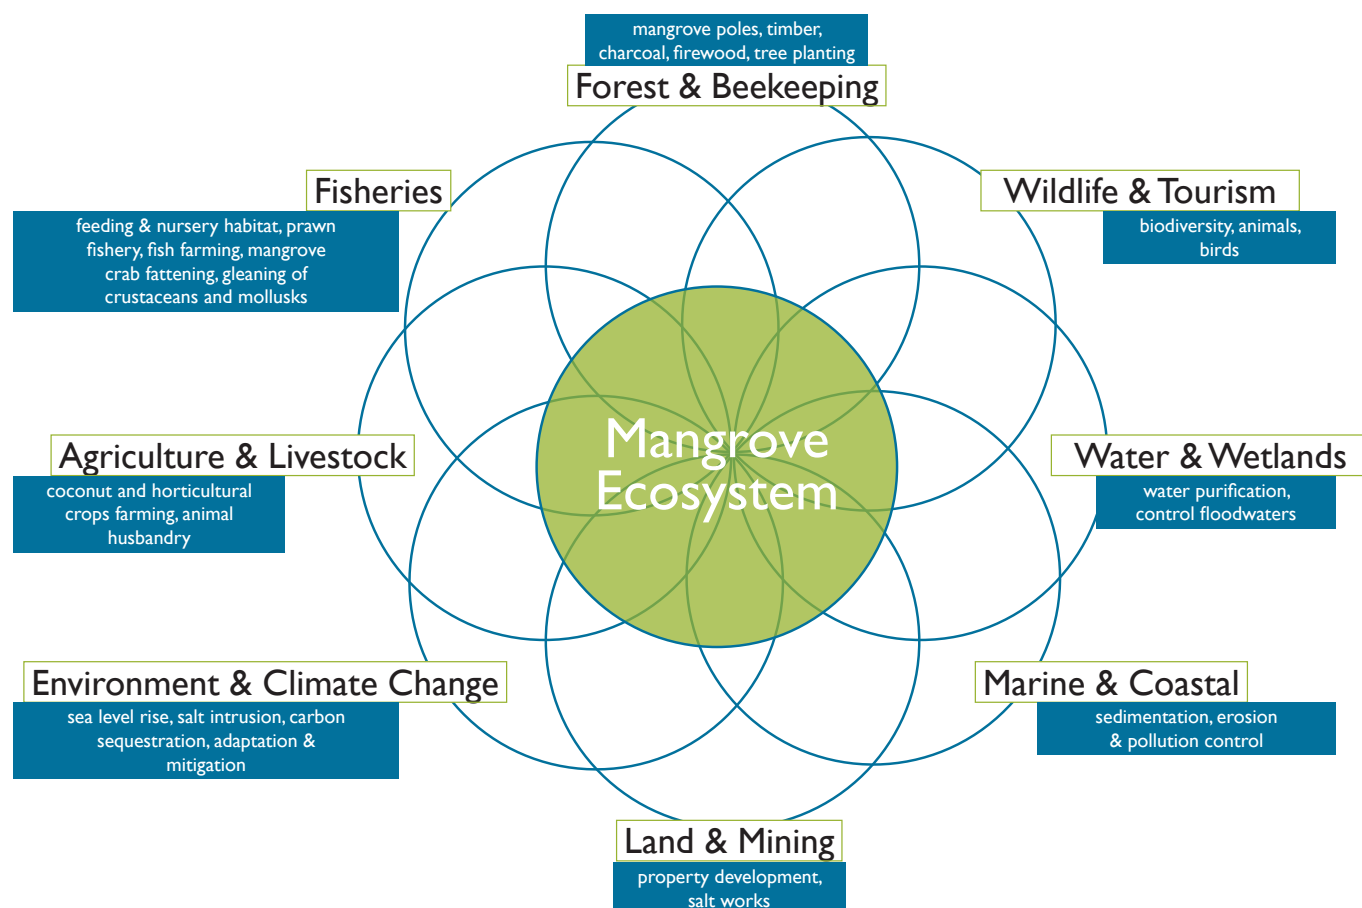 mangrove poles, timber,
charcoal, firewood, tree planting
Forest & Beekeeping
Fisheries
feeding & nursery habitat, prawn
fishery, fish farming, mangrove
crab fattening, gleaning of
crustaceans and mollusks
Wildlife & Tourism
biodiversity, animals,
birds
Agriculture & Livestock
coconut and horticultural
crops farming, animal
husbandry
Mangrove
Ecosystem
Water & Wetlands
water purification,
control floodwaters
Environment & Climate Change
sea level rise, salt intrusion, carbon
sequestration, adaptation &
mitigation
Marine & Coastal
sedimentation, erosion
& pollution control
Land & Mining
property development,
salt works